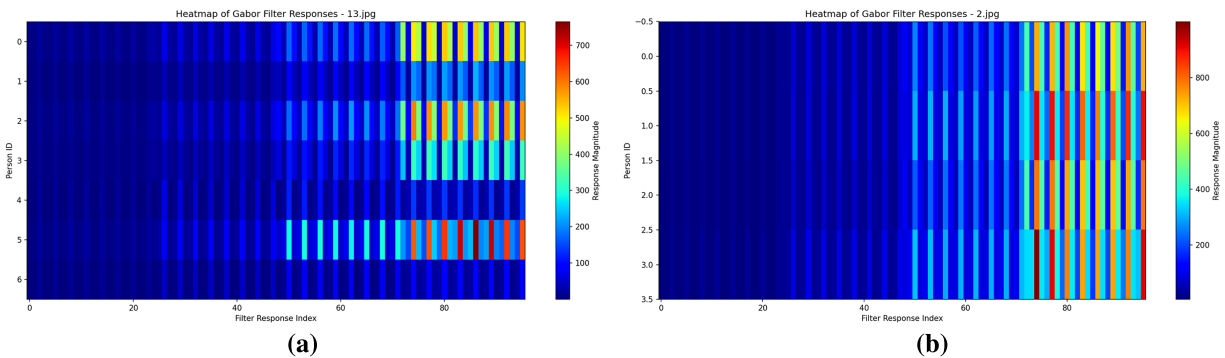 Heatmap of Gabor Filter Responses - 13.jpg
0
1
2
3
4
5
6
Person ID
0 20 40 60 80
Filter Response Index
700
600
500
400
300
200
100
Response Magnitude
(a)
Heatmap of Gabor Filter Responses - 2.jpg
−0.5
0.0
0.5
1.0
1.5
2.0
2.5
3.0
3.5
Person ID
0 20 40 60 80
Filter Response Index
800
600
400
200
Response Magnitude
(b)